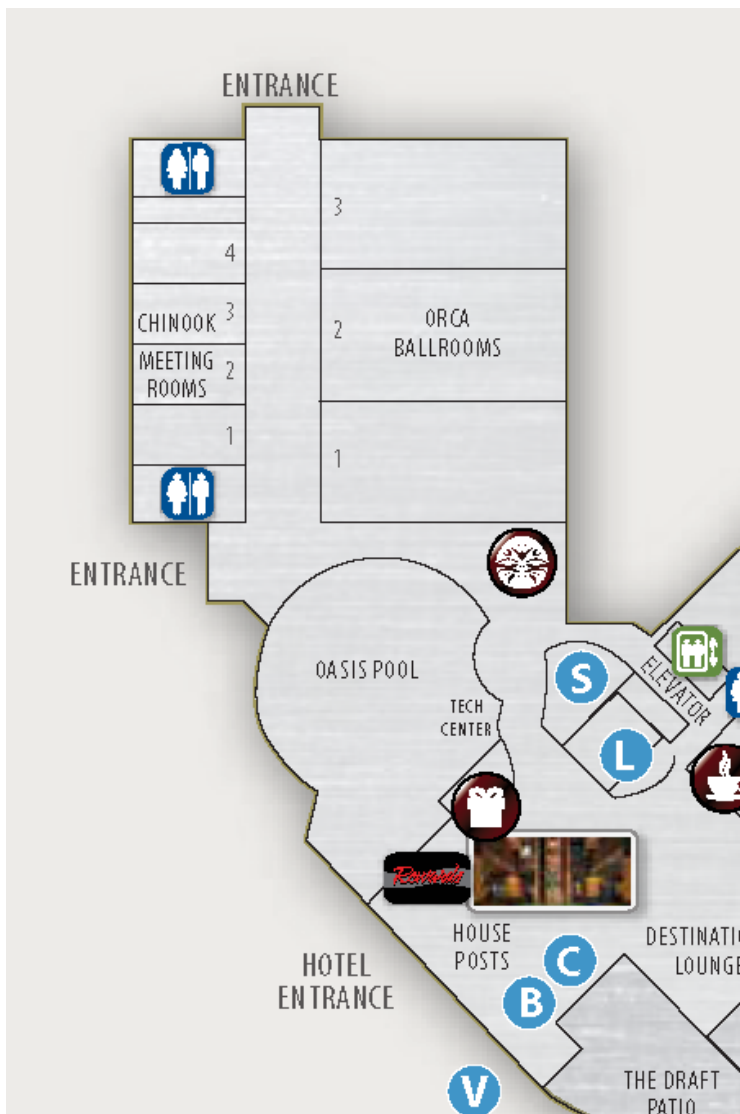 ENTRANCE
3
4
CHINOOK 3
MEETING 2
ROOMS
1
2
ORCA
BALLROOMS
1
ENTRANCE
OASIS POOL
TECH
CENTER
S
ELEVATOR
L
Rewards
HOUSE
POSTS
C
B
DESTINATIO
LOUNGE
HOTEL
ENTRANCE
V
THE DRAFT
PATIO